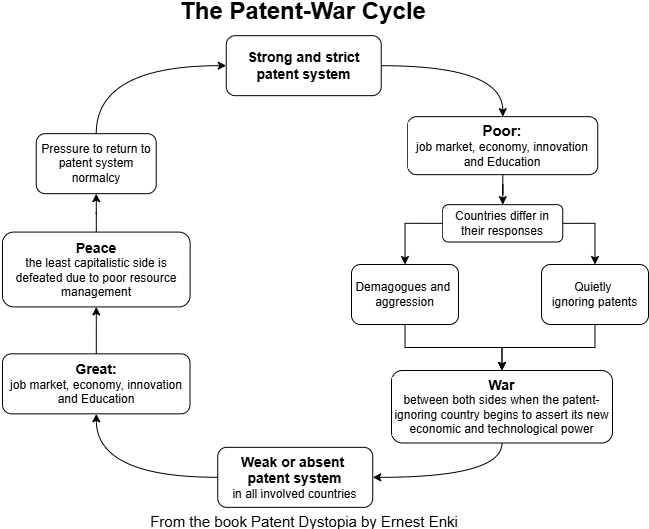 The Patent-War Cycle
Strong and strict
patent system
Poor:
job market, economy, innovation
and Education
Countries differ in
their responses
Demagogues and
aggression
Quietly
ignoring patents
War
between both sides when the patent-
ignoring country begins to assert its new
economic and technological power
Weak or absent
patent system
in all involved countries
Great:
job market, economy, innovation
and Education
Peace
the least capitalistic side is
defeated due to poor resource
management
Pressure to return to
patent system
normalcy
From the book Patent Dystopia by Ernest Enki